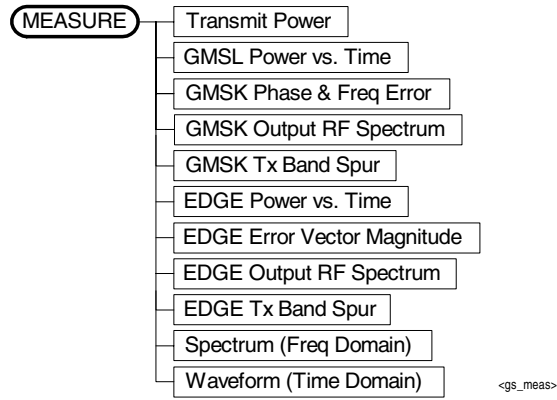 MEASURE
Transmit Power
GMSL Power vs. Time
GMSK Phase & Freq Error
GMSK Output RF Spectrum
GMSK Tx Band Spur
EDGE Power vs. Time
EDGE Error Vector Magnitude
EDGE Output RF Spectrum
EDGE Tx Band Spur
Spectrum (Freq Domain)
Waveform (Time Domain)
<gs_meas>